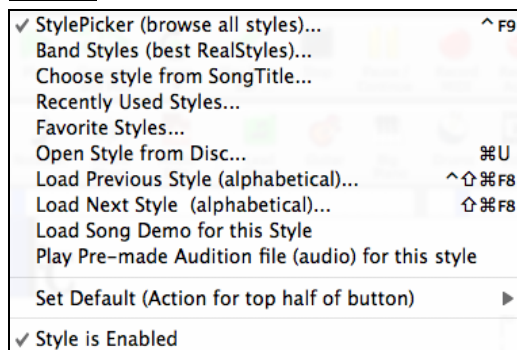 ✓ StylePicker (browse all styles)... ^ F9
Band Styles (best RealStyles)...
Choose style from SongTitle...
Recently Used Styles...
Favorite Styles...
Open Style from Disc... ⌘U
Load Previous Style (alphabetical)... ^⇧⌘F8
Load Next Style (alphabetical)... ⇧⌘F8
Load Song Demo for this Style
Play Pre-made Audition file (audio) for this style
Set Default (Action for top half of button) ▶
✓ Style is Enabled